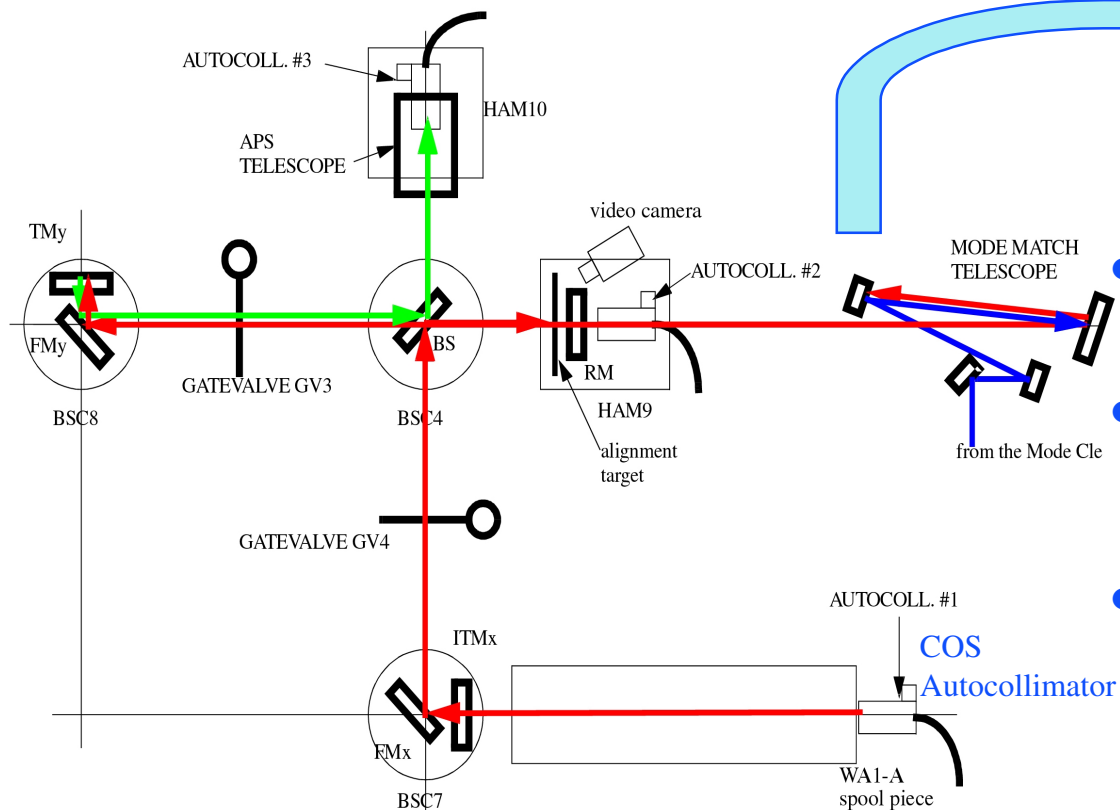 AUTOCOLL. #3
HAM10
APS
TELESCOPE
video camera
TMy
AUTOCOLL. #2
MODE MATCH
TELESCOPE
FMy
BS
RM
GATEVALVE GV3
HAM9
BSC8
BSC4
alignment
target
from the Mode Cle
GATEVALVE GV4
AUTOCOLL. #1
ITMx
COS
Autocollimator
FMx
WA1-A
spool piece
BSC7